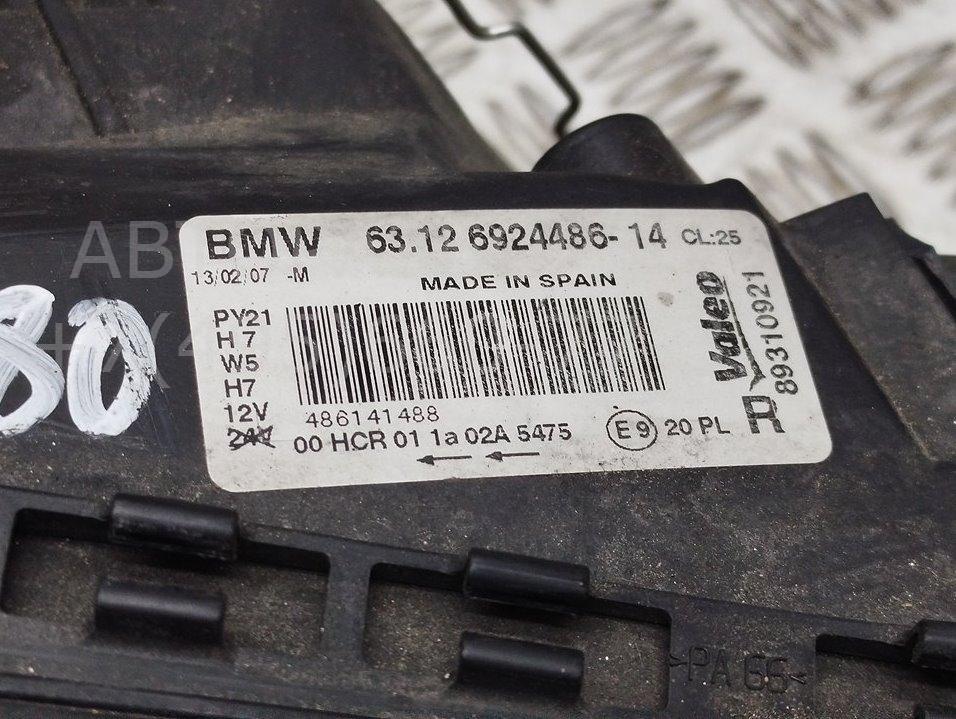 BMW 63.12 6924486-14 CL:25
13/02/07 -M
MADE IN SPAIN
PY21
H7
W5
H7
12V
24V
486141488
00 HCR 01 1a 02A 5475
E9 20 PL
R
Valeo
89310921
80
>PA 66<